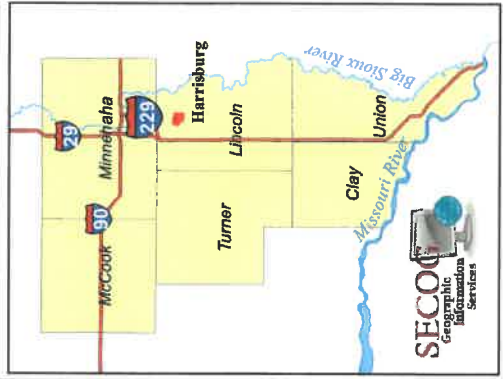 29
Minnehaha
90
McCook
229
Harrisburg
Lincoln
Turner
Big Sioux River
Union
Clay
Missouri River
SECOG
Geographic
Information
Services